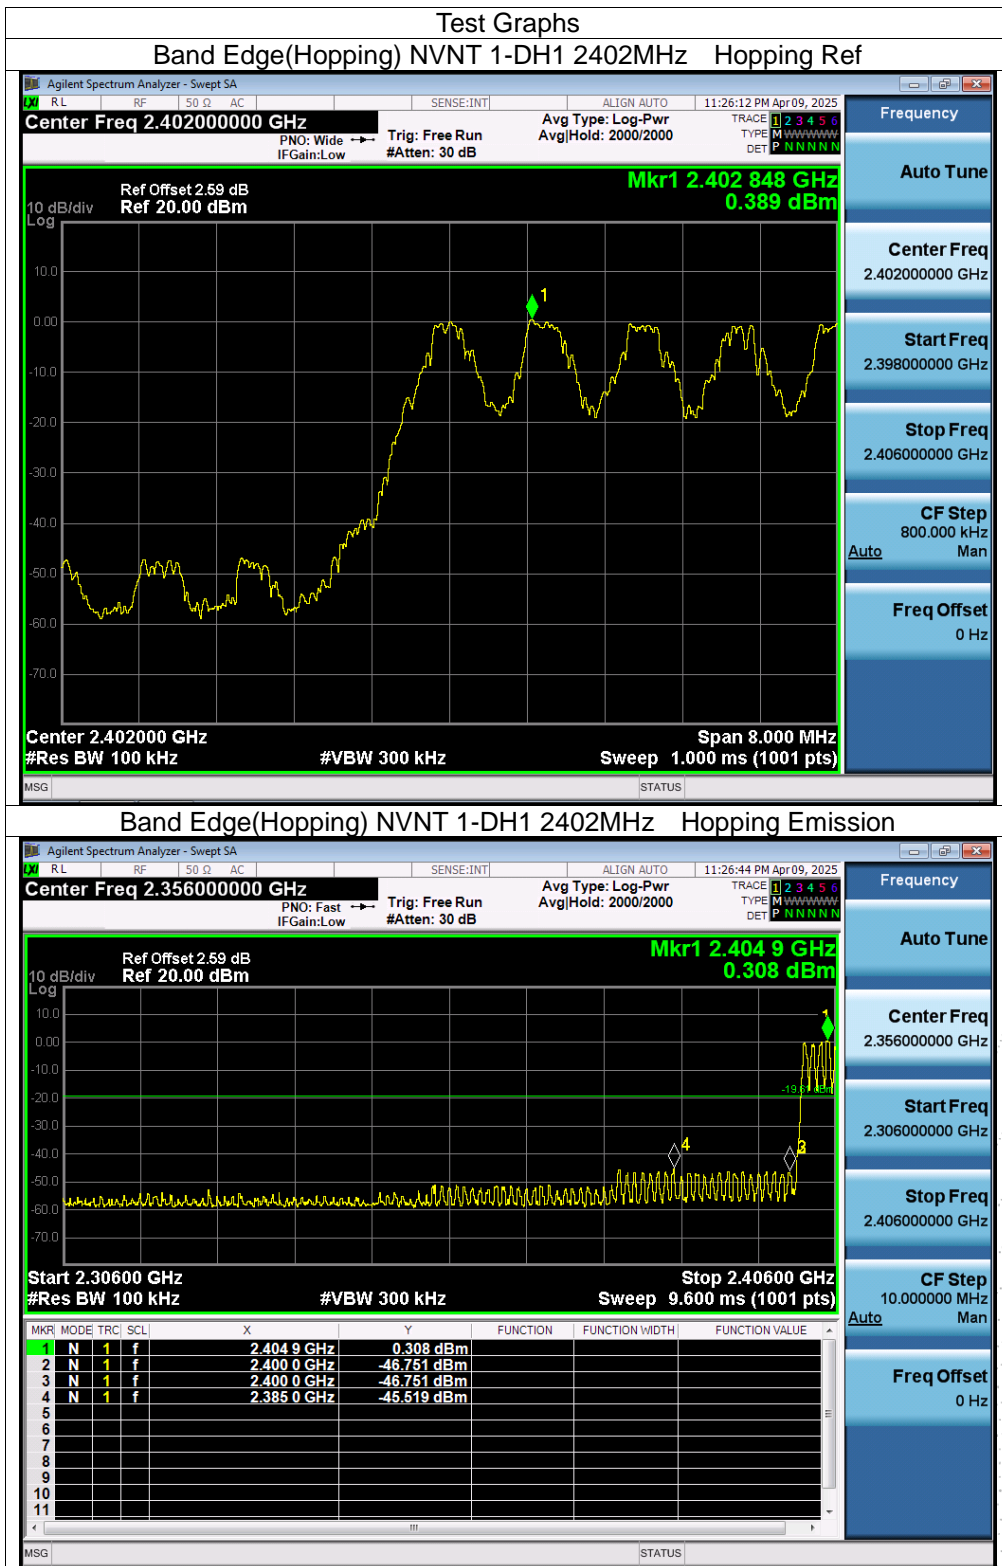 Test Graphs
Band Edge(Hopping) NVNT 1-DH1 2402MHz Hopping Ref
Agilent Spectrum Analyzer - Swept SA
LXI RL RF 50 Ω AC SENSE:INT ALIGN AUTO 11:26:12 PM Apr 09, 2025
Center Freq 2.402000000 GHz
PNO: Wide
IFGain:Low
Trig: Free Run
#Atten: 30 dB
Avg Type: Log-Pwr
Avg|Hold: 2000/2000
TRACE 1 2 3 4 5 6
TYPE M WWWWW
DET P NNNNN
Ref Offset 2.59 dB
10 dB/div Ref 20.00 dBm
Log
Mkr1 2.402 848 GHz
0.389 dBm
10.0
0.00
-10.0
-20.0
-30.0
-40.0
-50.0
-60.0
-70.0
1
Center 2.402000 GHz Span 8.000 MHz
#Res BW 100 kHz #VBW 300 kHz Sweep 1.000 ms (1001 pts)
MSG STATUS
Frequency
Auto Tune
Center Freq
2.402000000 GHz
Start Freq
2.398000000 GHz
Stop Freq
2.406000000 GHz
CF Step
800.000 kHz
Auto Man
Freq Offset
0 Hz
Band Edge(Hopping) NVNT 1-DH1 2402MHz Hopping Emission
Agilent Spectrum Analyzer - Swept SA
LXI RL RF 50 Ω AC SENSE:INT ALIGN AUTO 11:26:44 PM Apr 09, 2025
Center Freq 2.356000000 GHz
PNO: Fast
IFGain:Low
Trig: Free Run
#Atten: 30 dB
Avg Type: Log-Pwr
Avg|Hold: 2000/2000
TRACE 1 2 3 4 5 6
TYPE M WWWWW
DET P NNNNN
Ref Offset 2.59 dB
10 dB/div Ref 20.00 dBm
Log
Mkr1 2.404 9 GHz
0.308 dBm
10.0
0.00
-10.0
-20.0
-30.0
-40.0
-50.0
-60.0
-70.0
1
-19.61 dBm
4
3
Start 2.30600 GHz Stop 2.40600 GHz
#Res BW 100 kHz #VBW 300 kHz Sweep 9.600 ms (1001 pts)
MKR MODE TRC SCL X Y FUNCTION FUNCTION WIDTH FUNCTION VALUE
1 N 1 f 2.404 9 GHz 0.308 dBm
2 N 1 f 2.400 0 GHz -46.751 dBm
3 N 1 f 2.400 0 GHz -46.751 dBm
4 N 1 f 2.385 0 GHz -45.519 dBm
5
6
7
8
9
10
11
MSG STATUS
Frequency
Auto Tune
Center Freq
2.356000000 GHz
Start Freq
2.306000000 GHz
Stop Freq
2.406000000 GHz
CF Step
10.000000 MHz
Auto Man
Freq Offset
0 Hz